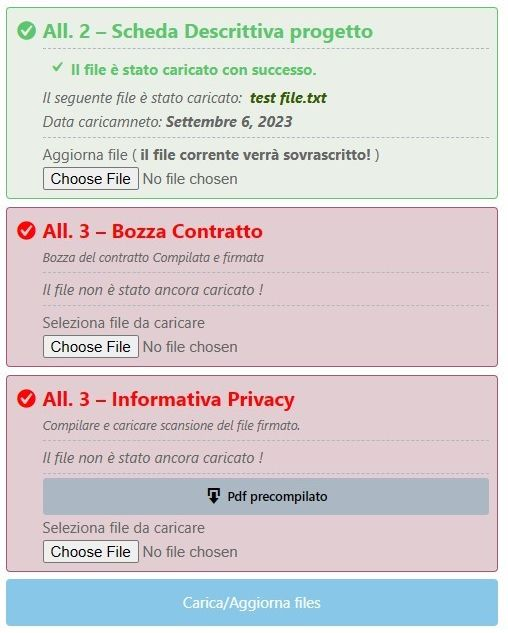 All. 2 – Scheda Descrittiva progetto
Il file è stato caricato con successo.
Il seguente file è stato caricato: test file.txt
Data caricamneto: Settembre 6, 2023
Aggiorna file ( il file corrente verrà sovrascritto! )
Choose File No file chosen
All. 3 – Bozza Contratto
Bozza del contratto Compilata e firmata
Il file non è stato ancora caricato !
Seleziona file da caricare
Choose File No file chosen
All. 3 – Informativa Privacy
Compilare e caricare scansione del file firmato.
Il file non è stato ancora caricato !
Pdf precompilato
Seleziona file da caricare
Choose File No file chosen
Carica/Aggiorna files